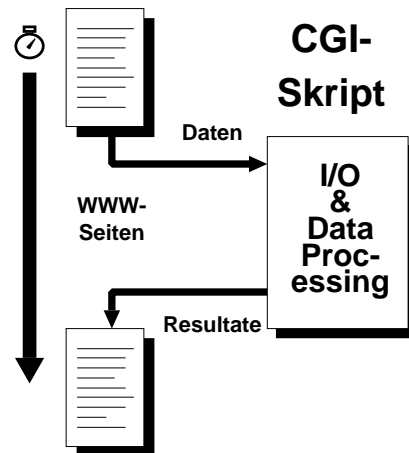 CGI-
Skript
Daten
I/O
&
Data
Proc-
essing
WWW-
Seiten
Resultate